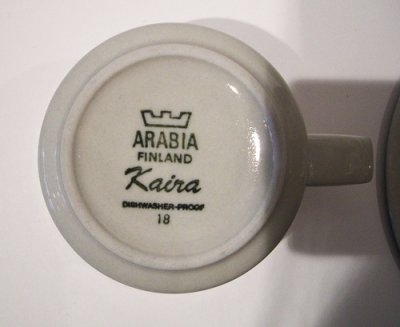 ARABIA
FINLAND
Kaira
DISHWASHER-PROOF
18